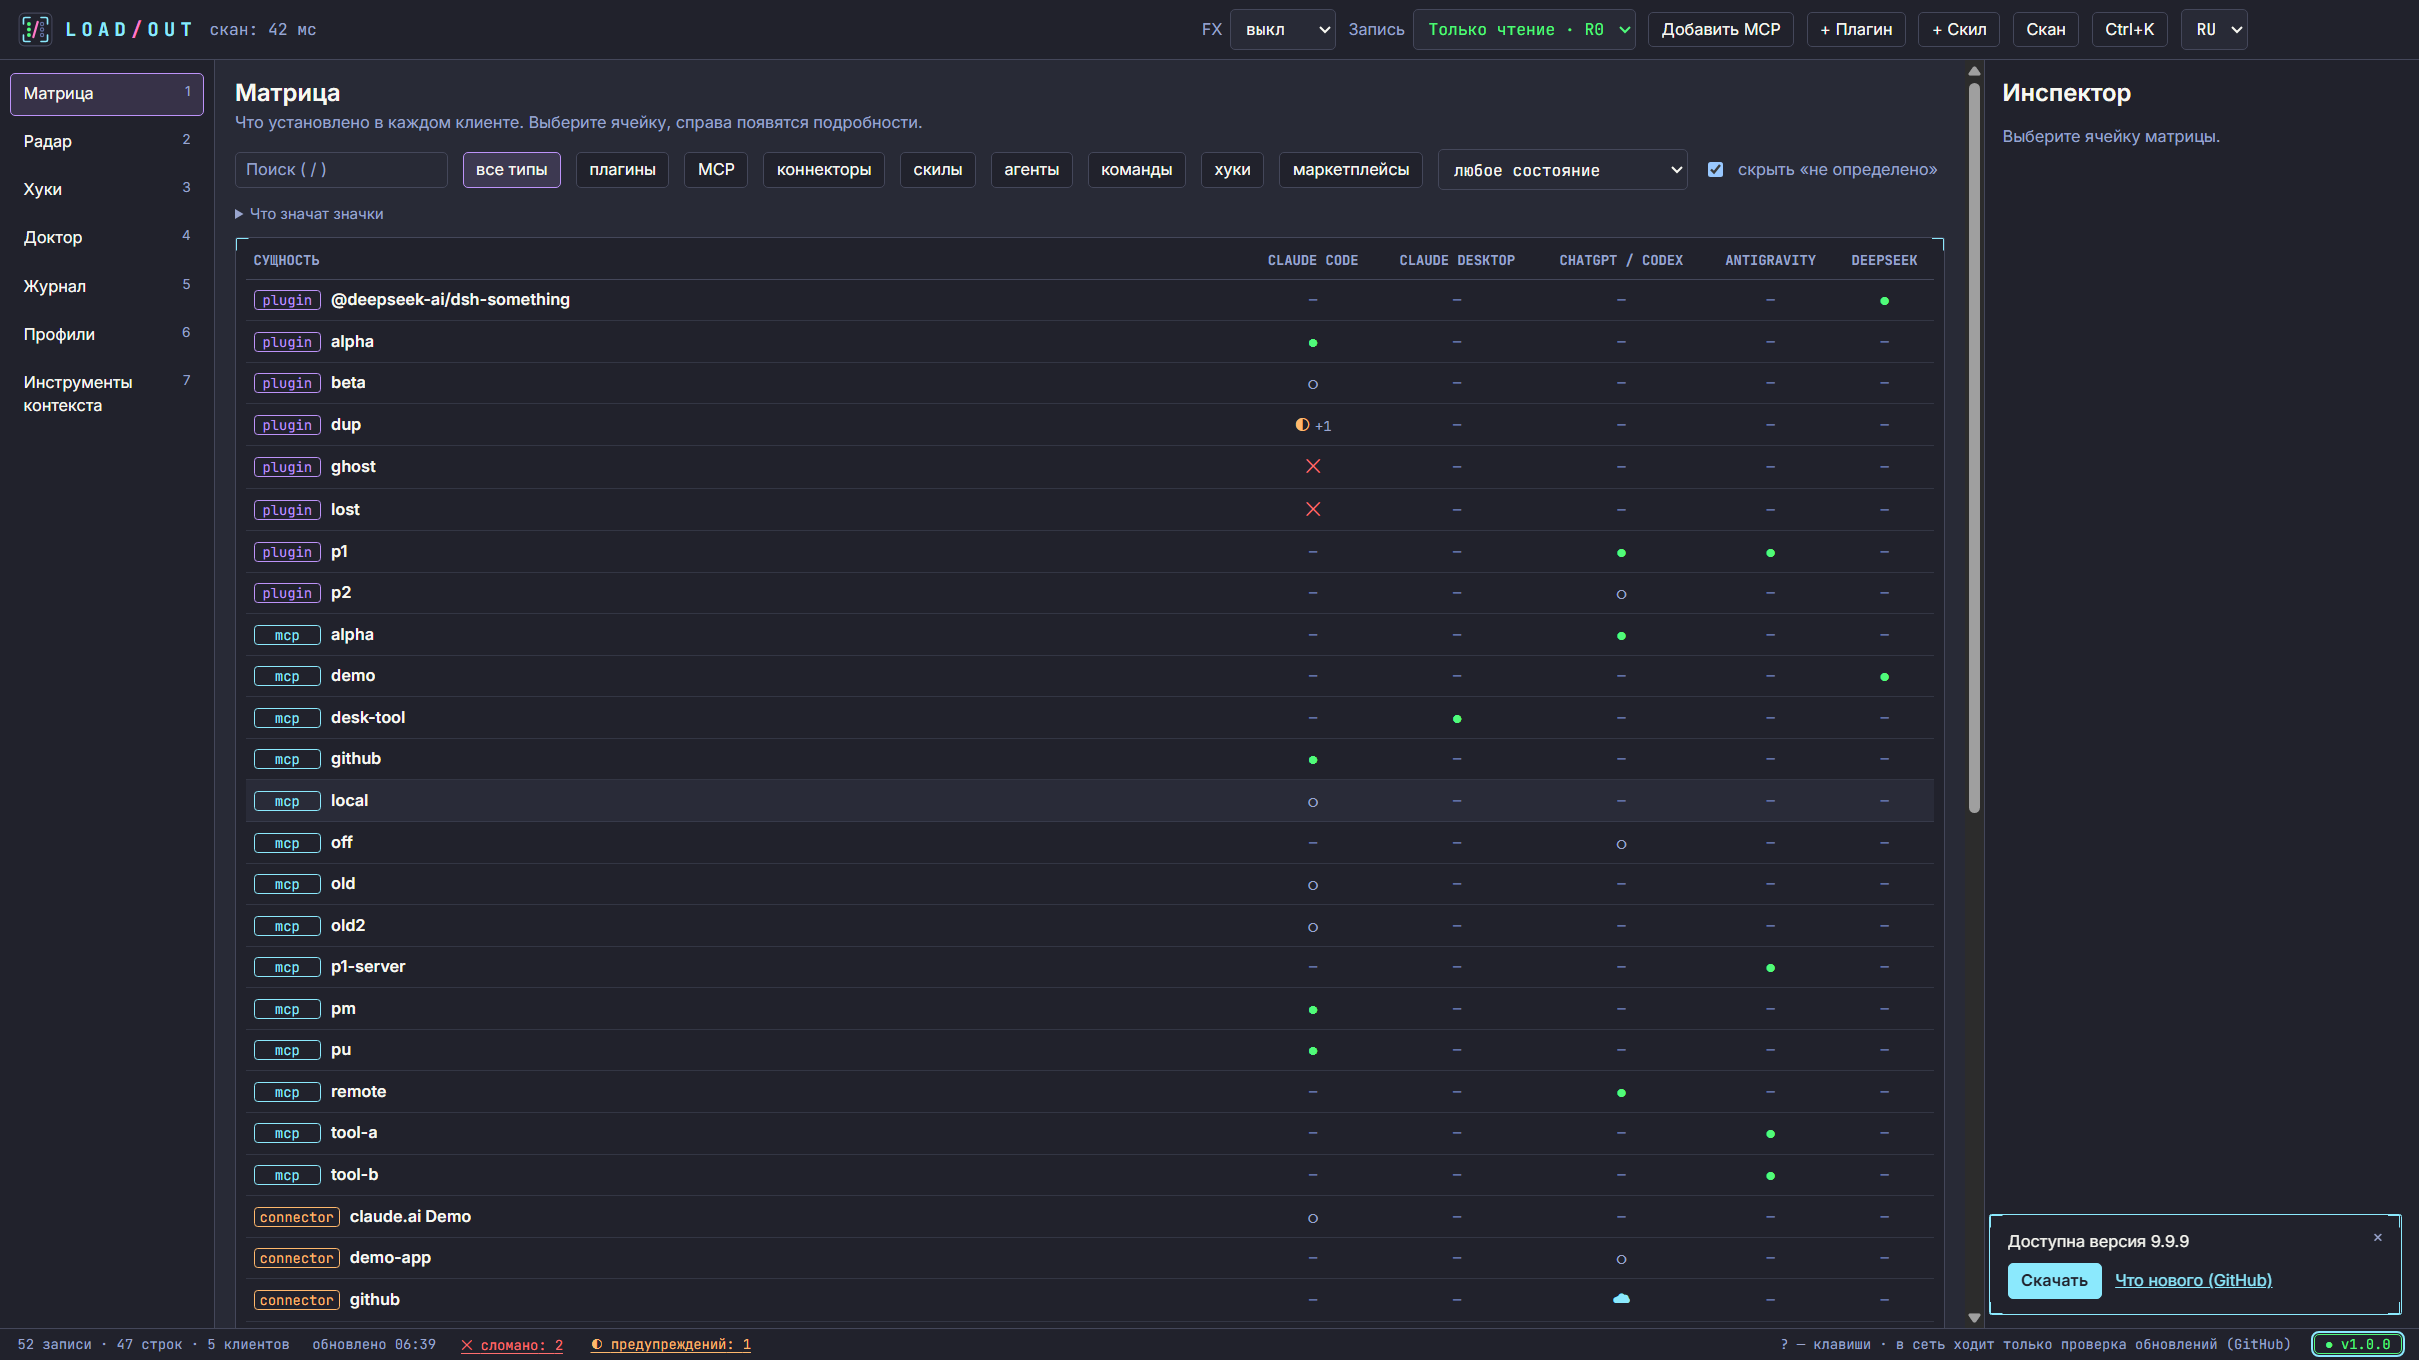 LOAD/OUT скан: 42 мс FX выкл Запись Только чтение · R0 Добавить MCP + Плагин + Скил Скан Ctrl+K RU
Матрица 1
Радар 2
Хуки 3
Доктор 4
Журнал 5
Профили 6
Инструменты контекста 7
Матрица
Что установлено в каждом клиенте. Выберите ячейку, справа появятся подробности.
Поиск ( / ) все типы плагины MCP коннекторы скилы агенты команды хуки маркетплейсы любое состояние скрыть «не определено»
▶ Что значат значки
СУЩНОСТЬ CLAUDE CODE CLAUDE DESKTOP CHATGPT / CODEX ANTIGRAVITY DEEPSEEK
plugin @deepseek-ai/dsh-something – – – – ●
plugin alpha ● – – – –
plugin beta ○ – – – –
plugin dup ◐ +1 – – – –
plugin ghost ✕ – – – –
plugin lost ✕ – – – –
plugin p1 – – ● ● –
plugin p2 – – ○ – –
mcp alpha – – ● – –
mcp demo – – – – ●
mcp desk-tool – ● – – –
mcp github ● – – – –
mcp local ○ – – – –
mcp off – – ○ – –
mcp old ○ – – – –
mcp old2 ○ – – – –
mcp p1-server – – – ● –
mcp pm ● – – – –
mcp pu ● – – – –
mcp remote – – ● – –
mcp tool-a – – – ● –
mcp tool-b – – – ● –
connector claude.ai Demo ○ – – – –
connector demo-app – – ○ – –
connector github – – ☁ – –
Инспектор
Выберите ячейку матрицы.
Доступна версия 9.9.9 ×
Скачать Что нового (GitHub)
52 записи · 47 строк · 5 клиентов обновлено 06:39 ✕ сломано: 2 ◐ предупреждений: 1 ? — клавиши · в сеть ходит только проверка обновлений (GitHub) ● v1.0.0